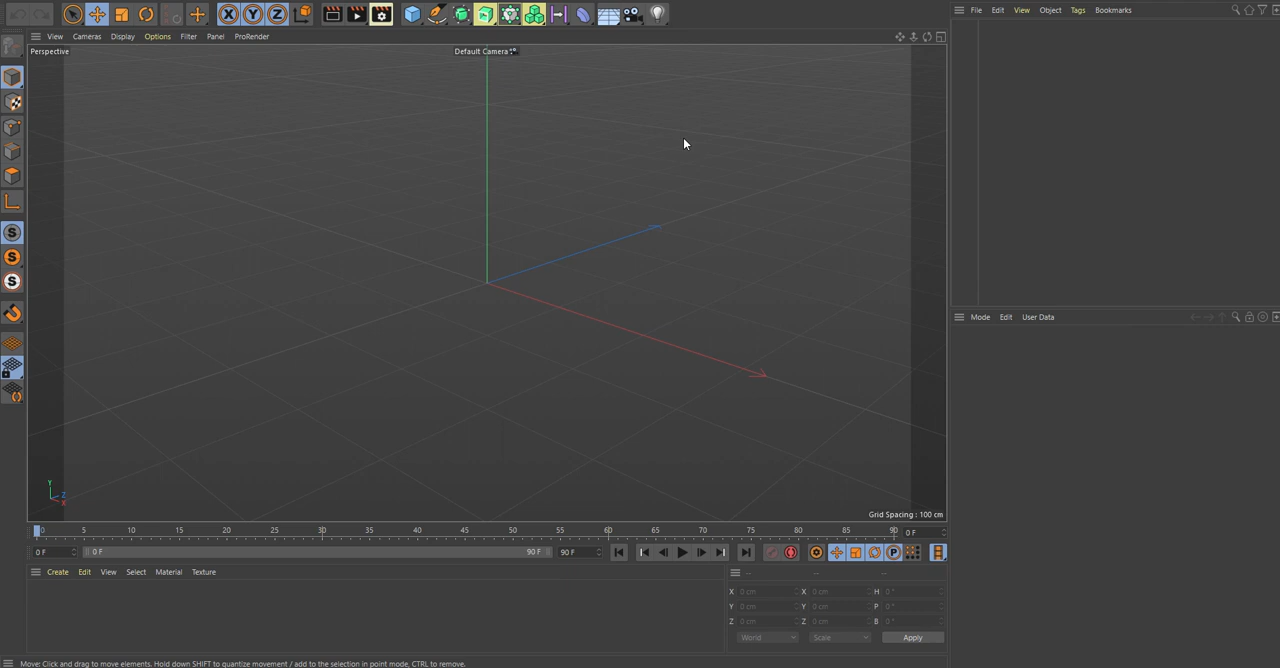 File Edit View Object Tags Bookmarks
View Cameras Display Options Filter Panel ProRender
Perspective
Default Camera
X Y Z
S
S
S
Mode Edit User Data
Y
Z
X
Grid Spacing : 100 cm
0 5 10 15 20 25 30 35 40 45 50 55 60 65 70 75 80 85 90 0 F
0 F 0 F 90 F 90 F P
Create Edit View Select Material Texture
-- -- --
X 0 cm X 0 cm H 0 °
Y 0 cm Y 0 cm P 0 °
Z 0 cm Z 0 cm B 0 °
World Scale Apply
Move: Click and drag to move elements. Hold down SHIFT to quantize movement / add to the selection in point mode, CTRL to remove.